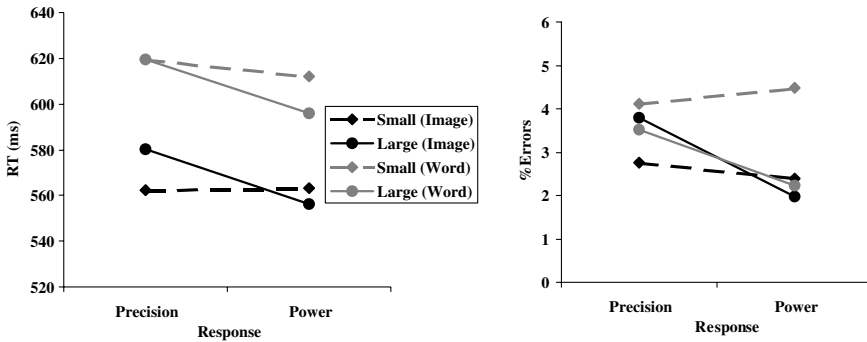 640
620
600
580
560
540
520
RT (ms)
Precision
Power
Response
Small (Image)
Large (Image)
Small (Word)
Large (Word)
6
5
4
3
2
1
0
%Errors
Precision
Power
Response